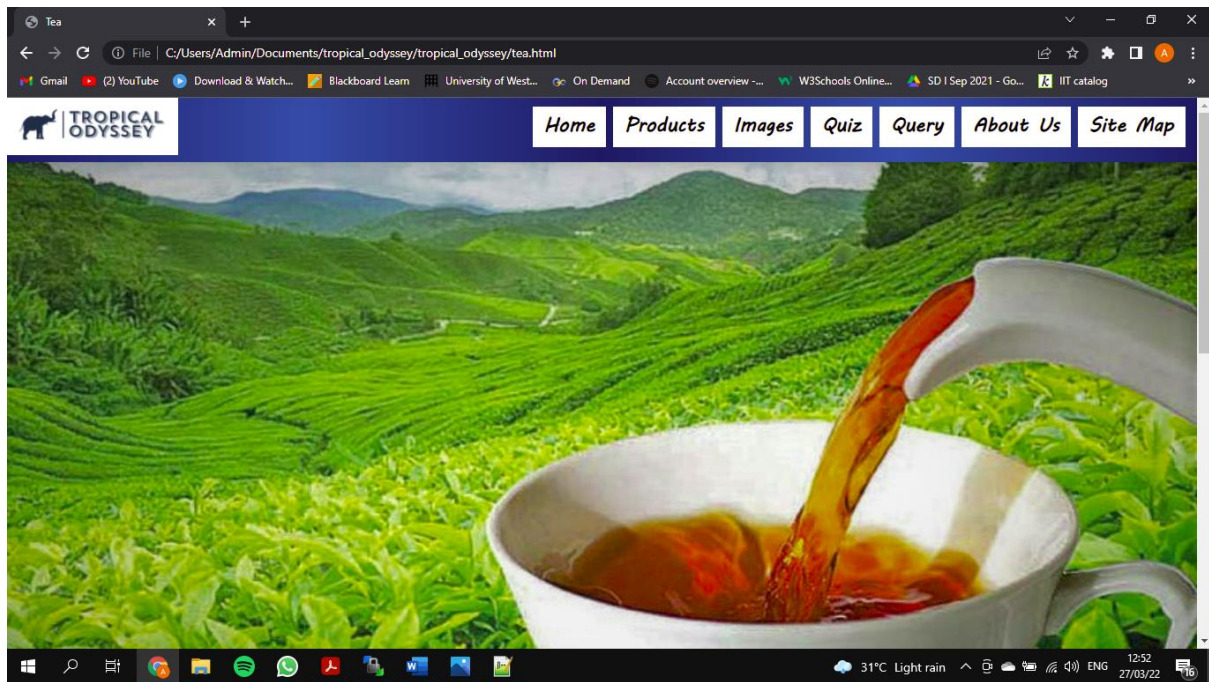 Tea
File | C:/Users/Admin/Documents/tropical_odyssey/tropical_odyssey/tea.html
A
Gmail (2) YouTube Download & Watch... Blackboard Learn University of West... Go On Demand Account overview -... W3Schools Online... SD I Sep 2021 - Go... k IIT catalog »
TROPICAL
ODYSSEY
Home Products Images Quiz Query About Us Site Map
31°C Light rain ENG 12:52
27/03/22 16